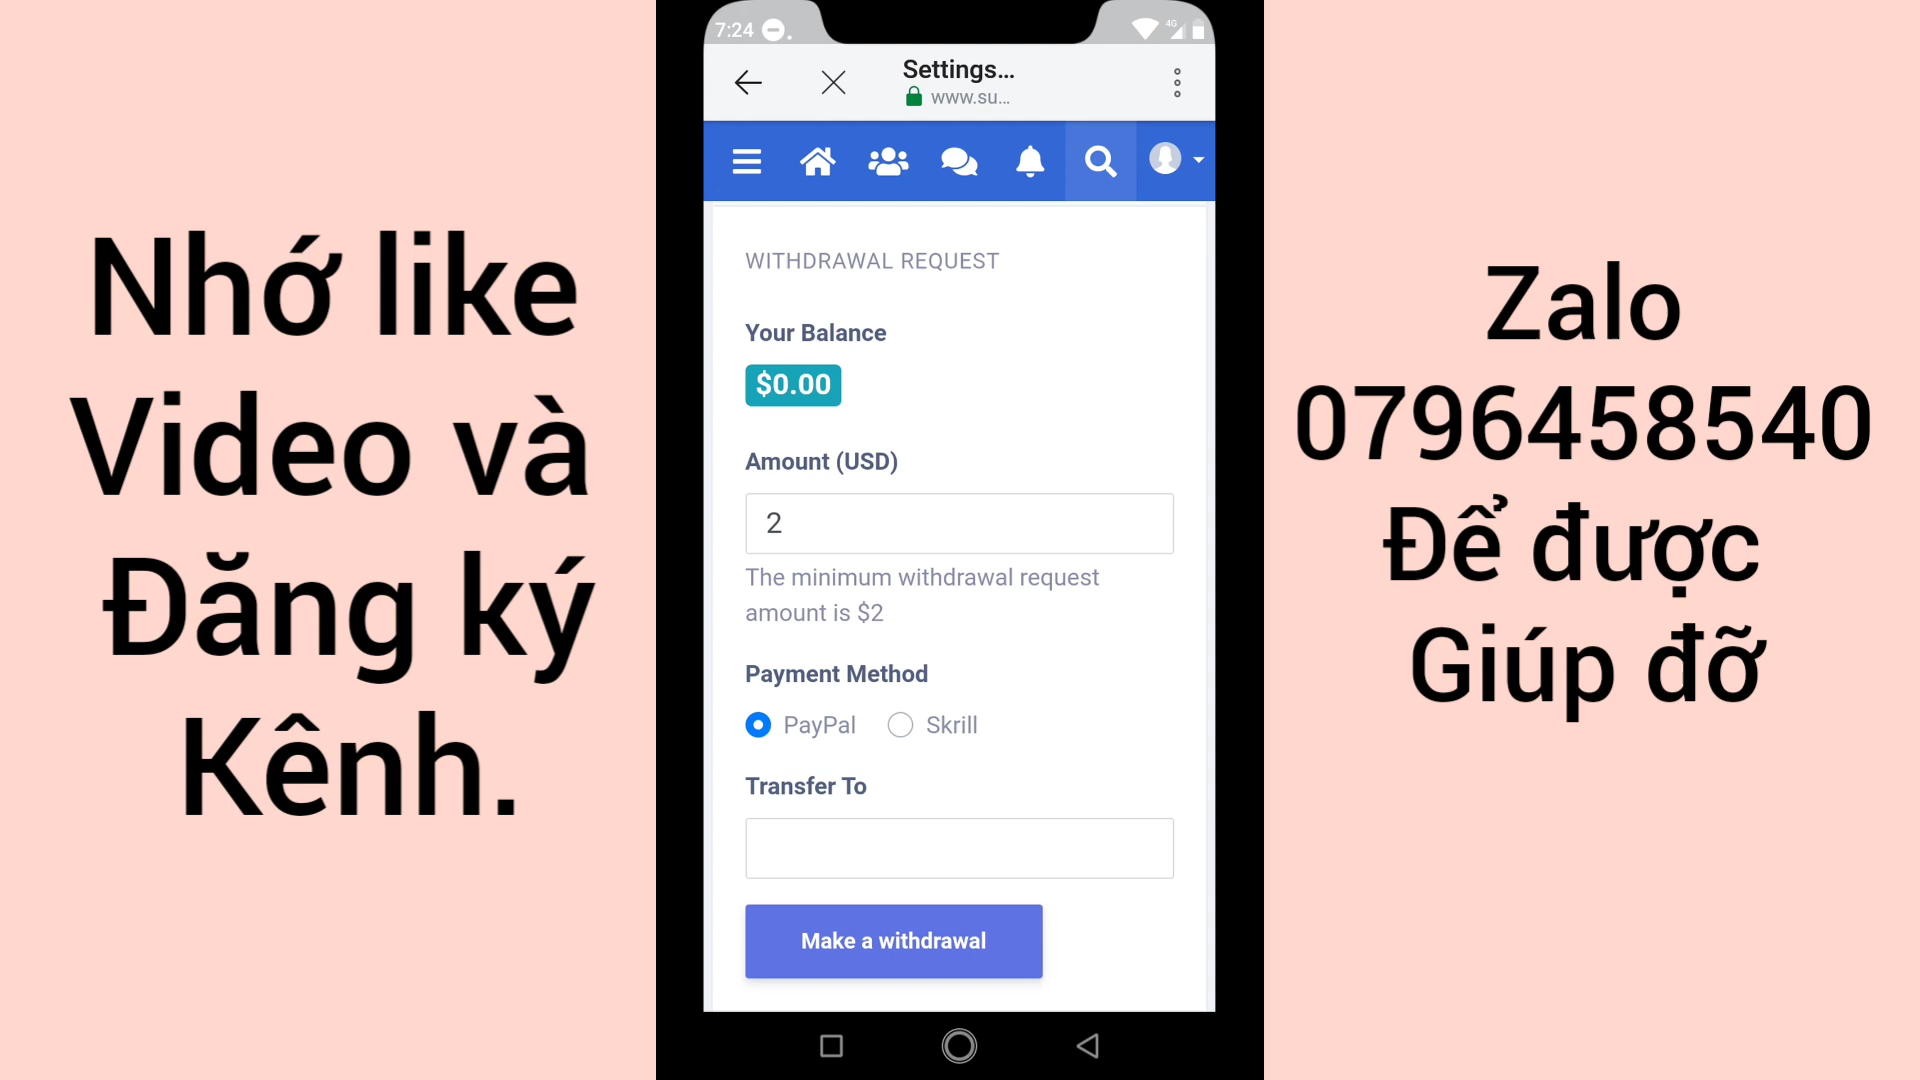 Nhớ like
Video và
Đăng ký
Kênh.
7:24
4G
Settings...
www.su...
WITHDRAWAL REQUEST
Your Balance
$0.00
Amount (USD)
2
The minimum withdrawal request
amount is $2
Payment Method
PayPal Skrill
Transfer To
Make a withdrawal
Zalo
0796458540
Để được
Giúp đỡ